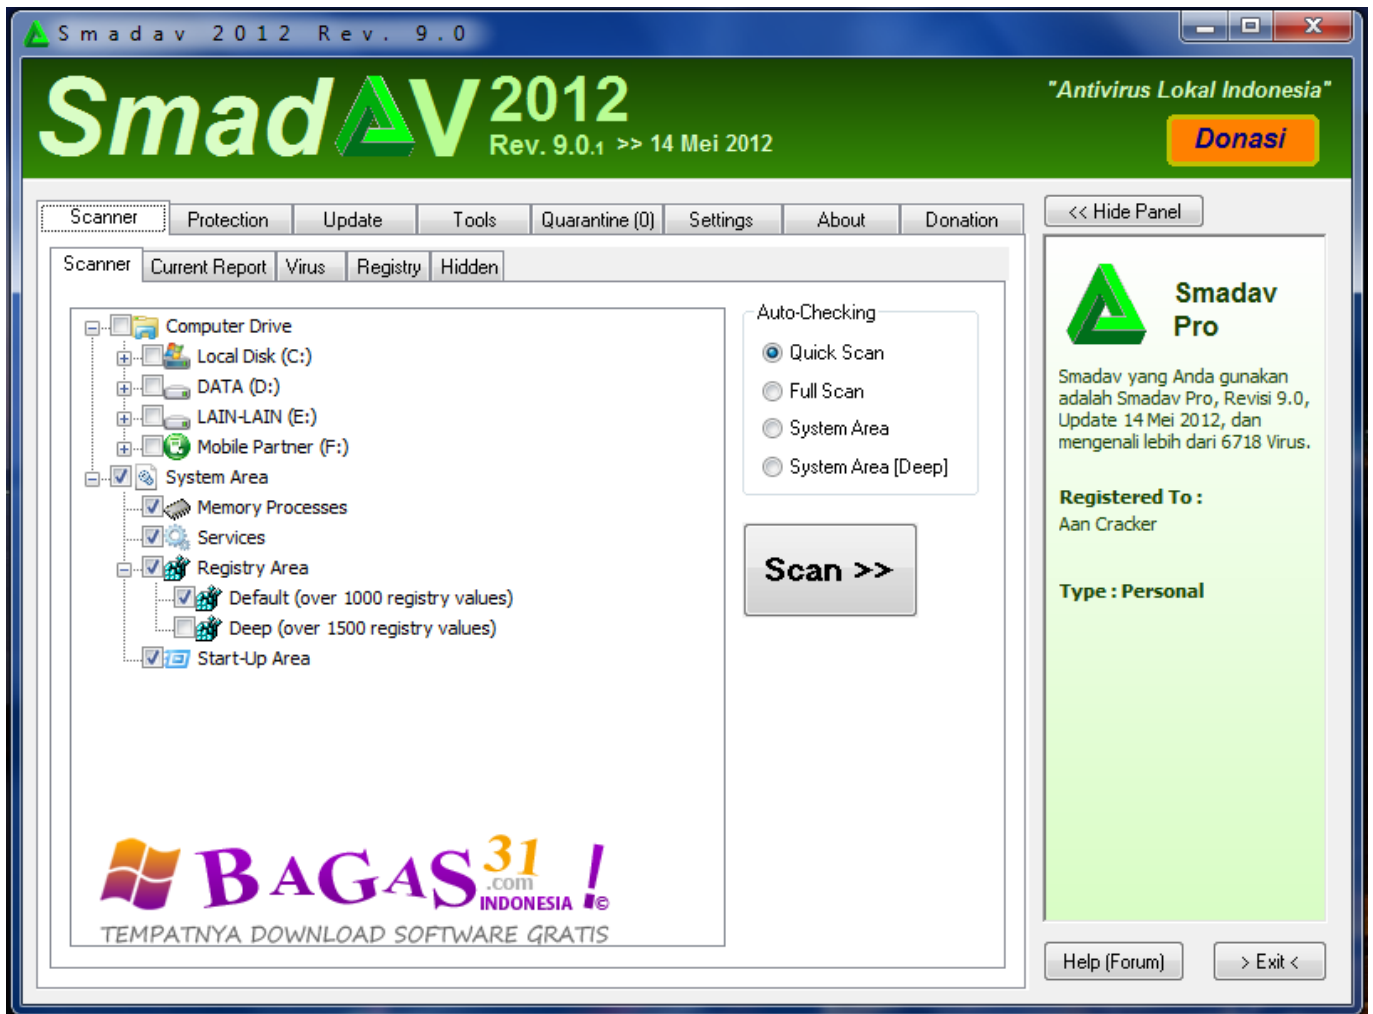 Smadav 2012 Rev. 9.0
SmadAV 2012
Rev. 9.0.1 >> 14 Mei 2012
"Antivirus Lokal Indonesia"
Donasi
Scanner Protection Update Tools Quarantine (0) Settings About Donation
<< Hide Panel
Scanner Current Report Virus Registry Hidden
Computer Drive
Local Disk (C:)
DATA (D:)
LAIN-LAIN (E:)
Mobile Partner (F:)
System Area
Memory Processes
Services
Registry Area
Default (over 1000 registry values)
Deep (over 1500 registry values)
Start-Up Area
Auto-Checking
Quick Scan
Full Scan
System Area
System Area [Deep]
Scan >>
Smadav
Pro
Smadav yang Anda gunakan
adalah Smadav Pro, Revisi 9.0,
Update 14 Mei 2012, dan
mengenali lebih dari 6718 Virus.
Registered To :
Aan Cracker
Type : Personal
BAGAS31 !
.com
INDONESIA ©
TEMPATNYA DOWNLOAD SOFTWARE GRATIS
Help (Forum)
> Exit <